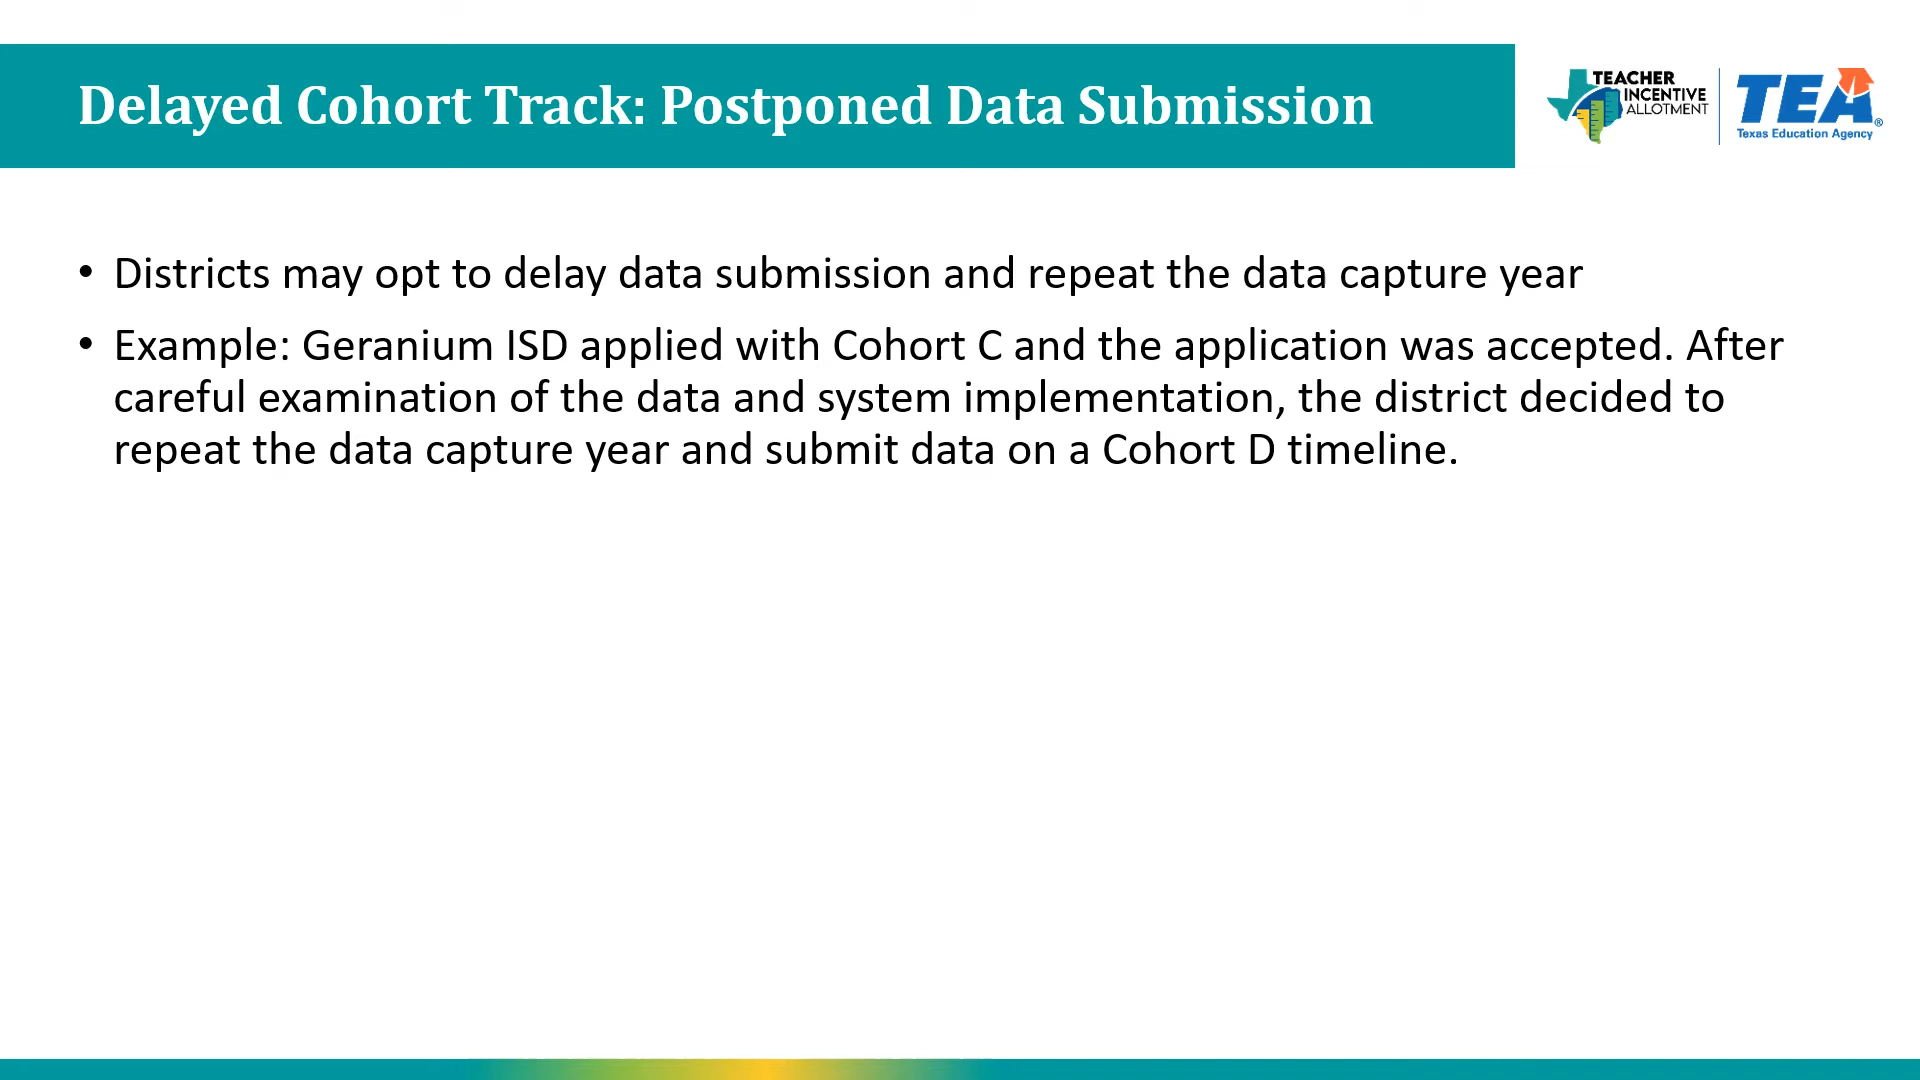 Delayed Cohort Track: Postponed Data Submission
TEACHER
INCENTIVE
ALLOTMENT
TEA®
Texas Education Agency
• Districts may opt to delay data submission and repeat the data capture year
• Example: Geranium ISD applied with Cohort C and the application was accepted. After
careful examination of the data and system implementation, the district decided to
repeat the data capture year and submit data on a Cohort D timeline.